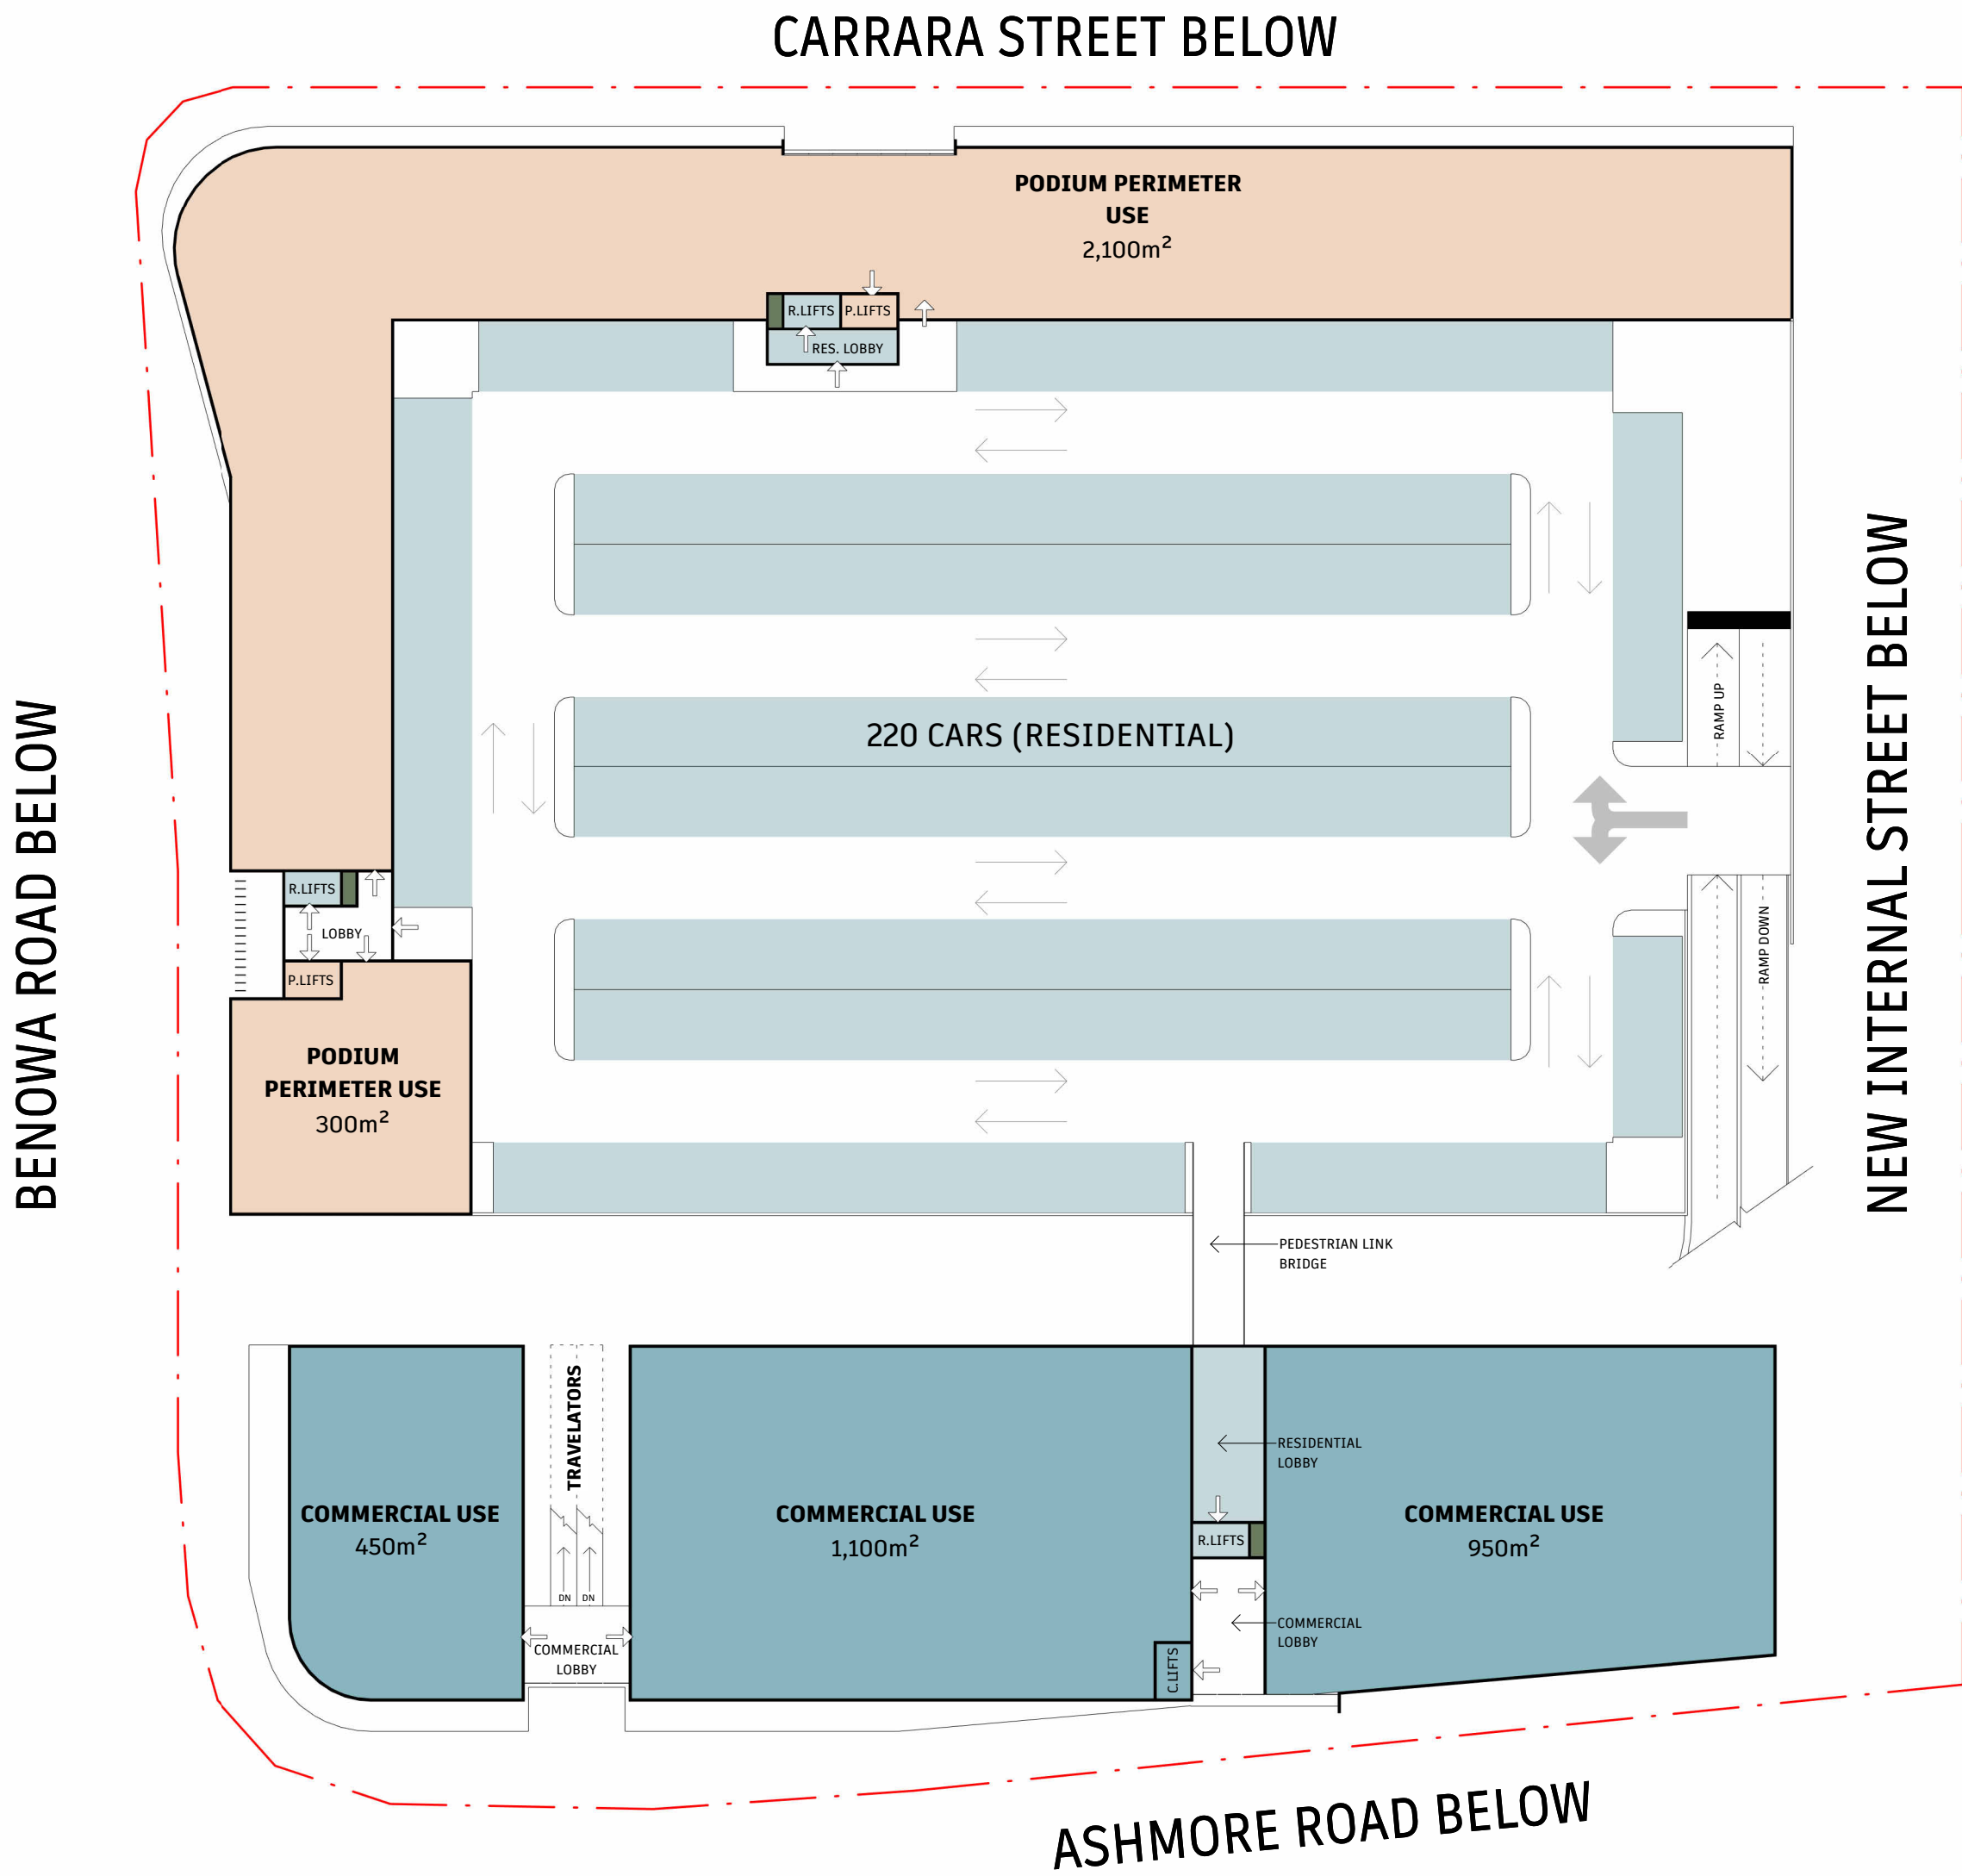 CARRARA STREET BELOW
PODIUM PERIMETER
USE
2,100m²
R.LIFTS
P.LIFTS
RES. LOBBY
220 CARS (RESIDENTIAL)
RAMP UP
NEW INTERNAL STREET BELOW
BENOWA ROAD BELOW
R.LIFTS
LOBBY
P.LIFTS
RAMP DOWN
PODIUM
PERIMETER USE
300m²
PEDESTRIAN LINK
BRIDGE
TRAVELATORS
RESIDENTIAL
LOBBY
COMMERCIAL USE
450m²
COMMERCIAL USE
1,100m²
COMMERCIAL USE
950m²
R.LIFTS
DN
DN
COMMERCIAL
LOBBY
COMMERCIAL
LOBBY
C.LIFTS
ASHMORE ROAD BELOW